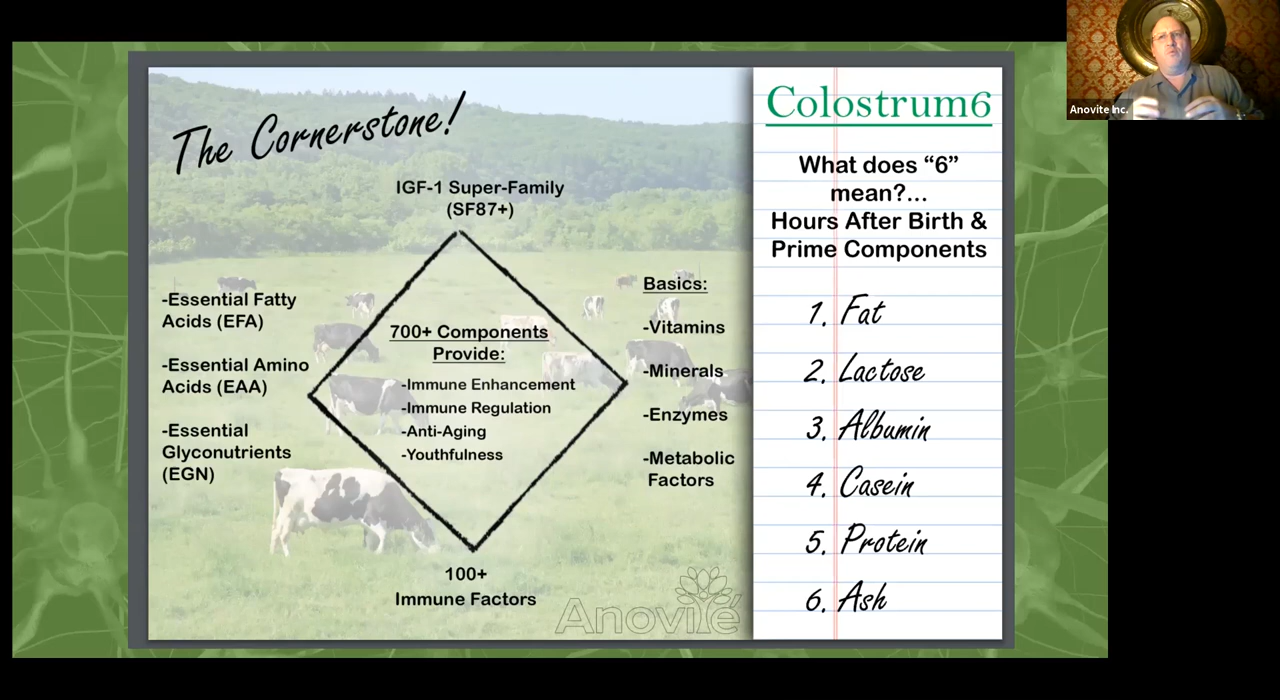 The Cornerstone!
IGF-1 Super-Family
(SF87+)
-Essential Fatty
Acids (EFA)
-Essential Amino
Acids (EAA)
-Essential
Glyconutrients
(EGN)
700+ Components
Provide:
-Immune Enhancement
-Immune Regulation
-Anti-Aging
-Youthfulness
Basics:
-Vitamins
-Minerals
-Enzymes
-Metabolic
Factors
100+
Immune Factors
Anovité
Colostrum6
What does “6”
mean?...
Hours After Birth &
Prime Components
1. Fat
2. Lactose
3. Albumin
4. Casein
5. Protein
6. Ash
Anovite Inc.